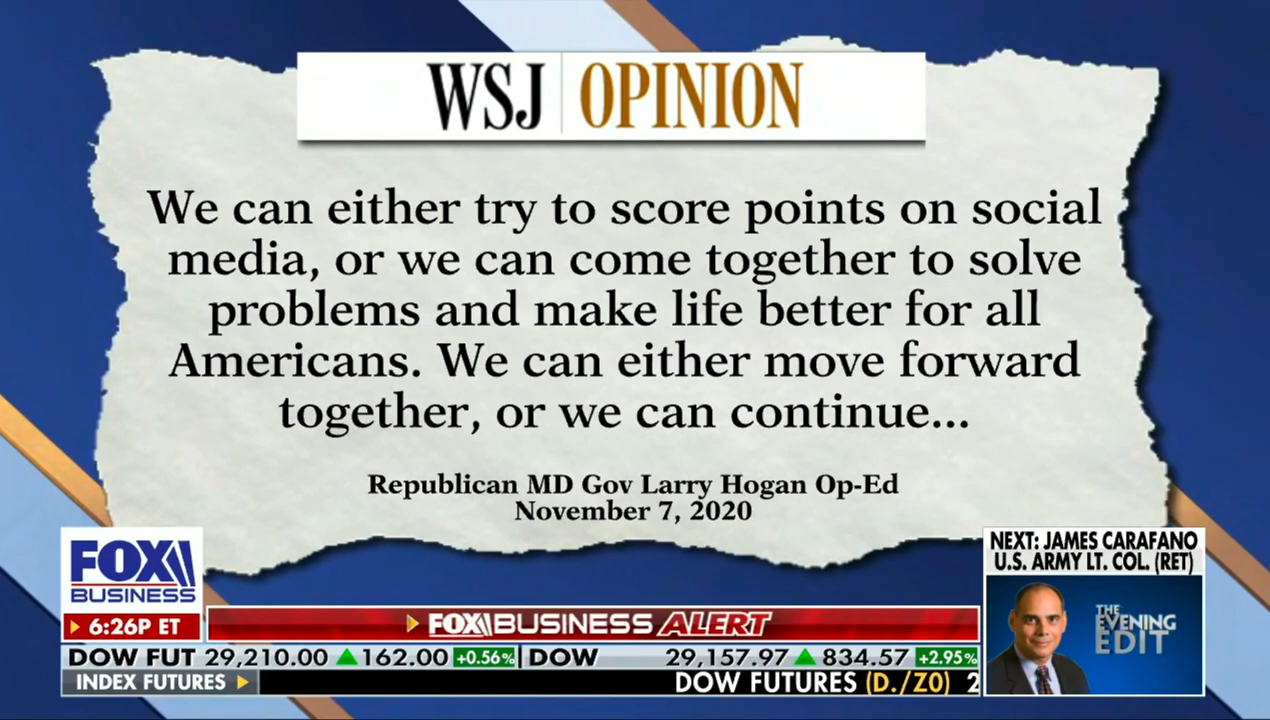 WSJ OPINION
We can either try to score points on social
media, or we can come together to solve
problems and make life better for all
Americans. We can either move forward
together, or we can continue...
Republican MD Gov Larry Hogan Op-Ed
November 7, 2020
FOX
BUSINESS
6:26P ET
FOX BUSINESS ALERT
DOW FUT 29,210.00 162.00 +0.56% DOW 29,157.97 834.57 +2.95%
INDEX FUTURES DOW FUTURES (D./Z0) 2
NEXT: JAMES CARAFANO
U.S. ARMY LT. COL. (RET)
THE
EVENING
EDIT